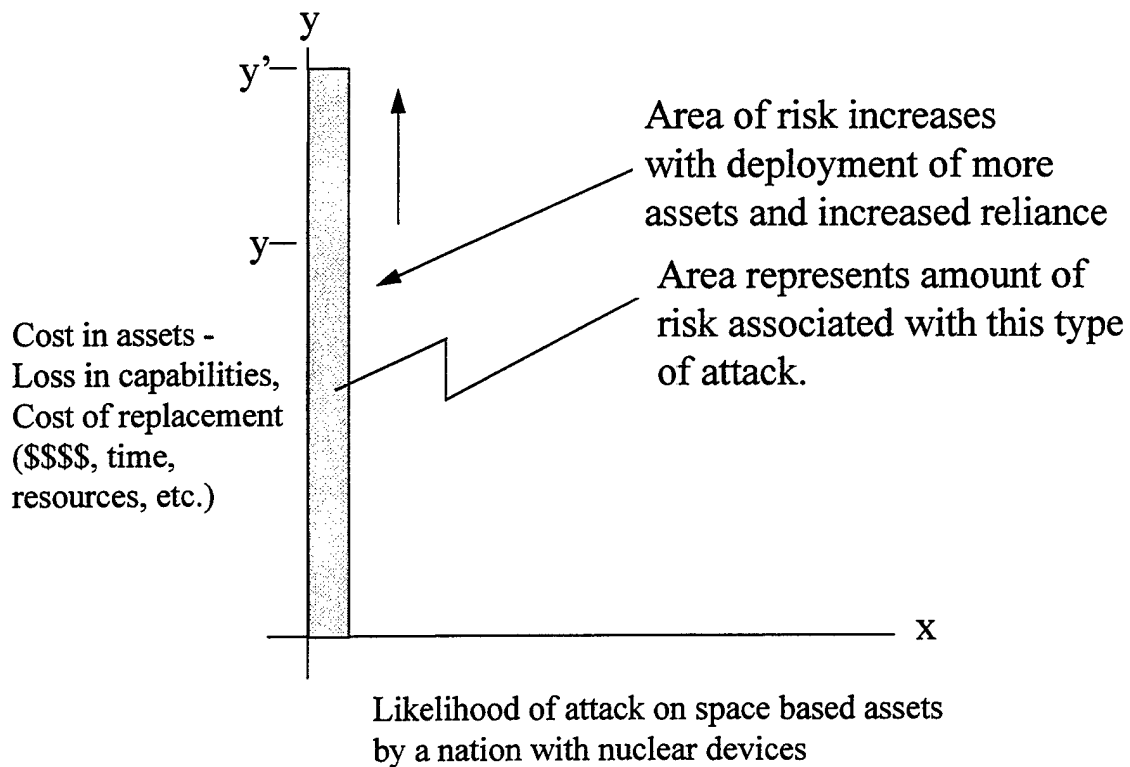 y
y’
Area of risk increases
with deployment of more
assets and increased reliance
y
Area represents amount of
risk associated with this type
of attack.
Cost in assets -
Loss in capabilities,
Cost of replacement
($$$$, time,
resources, etc.)
x
Likelihood of attack on space based assets
by a nation with nuclear devices